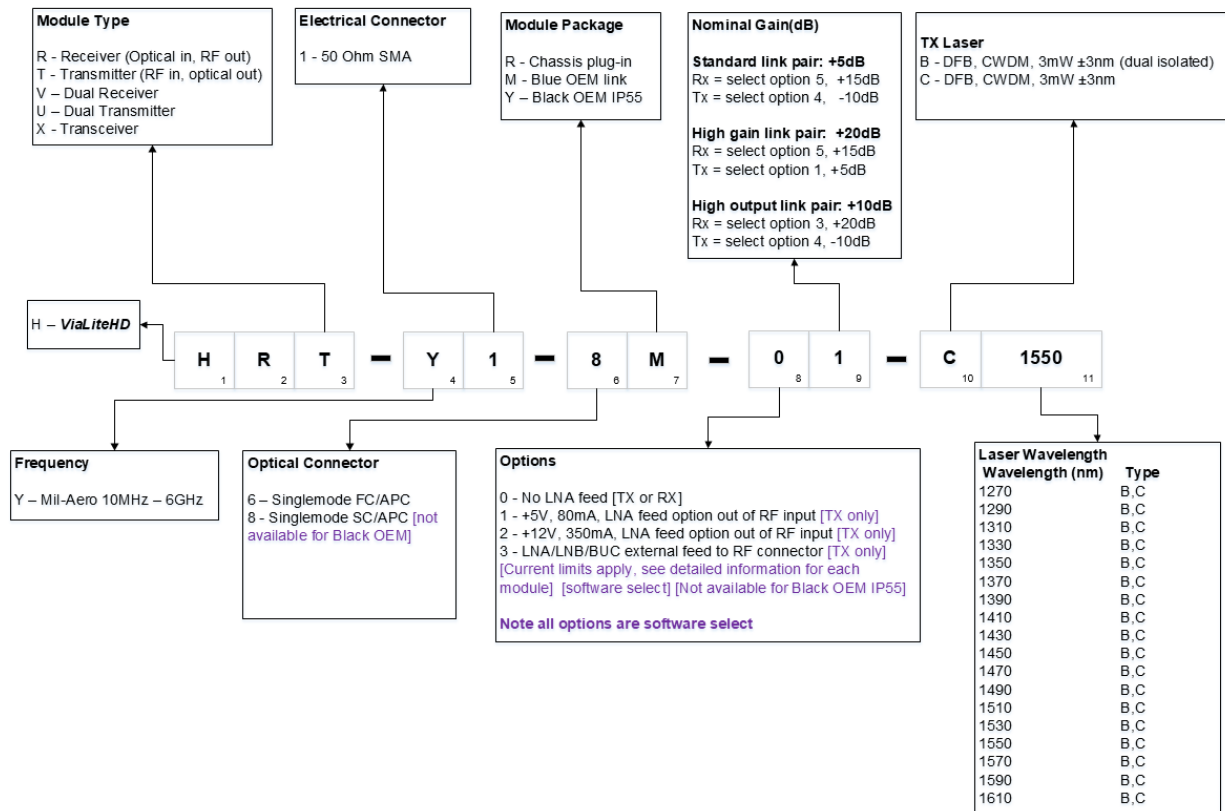 Module Type
R - Receiver (Optical in, RF out)
T - Transmitter (RF in, optical out)
V – Dual Receiver
U – Dual Transmitter
X - Transceiver
Electrical Connector
1 - 50 Ohm SMA
Module Package
R - Chassis plug-in
M - Blue OEM link
Y – Black OEM IP55
Nominal Gain(dB)
Standard link pair: +5dB
Rx = select option 5, +15dB
Tx = select option 4, -10dB
High gain link pair: +20dB
Rx = select option 5, +15dB
Tx = select option 1, +5dB
High output link pair: +10dB
Rx = select option 3, +20dB
Tx = select option 4, -10dB
TX Laser
B - DFB, CWDM, 3mW ±3nm (dual isolated)
C - DFB, CWDM, 3mW ±3nm
H – ViaLiteHD
H R T – Y 1 – 8 M – 0 1 – C 1550
1 2 3 4 5 6 7 8 9 10 11
Frequency
Y – Mil-Aero 10MHz – 6GHz
Optical Connector
6 – Singlemode FC/APC
8 - Singlemode SC/APC [not
available for Black OEM]
Options
0 - No LNA feed [TX or RX]
1 - +5V, 80mA, LNA feed option out of RF input [TX only]
2 - +12V, 350mA, LNA feed option out of RF input [TX only]
3 – LNA/LNB/BUC external feed to RF connector [TX only]
[Current limits apply, see detailed information for each
module] [software select] [Not available for Black OEM IP55]
Note all options are software select
Laser Wavelength
Wavelength (nm) Type
1270 B,C
1290 B,C
1310 B,C
1330 B,C
1350 B,C
1370 B,C
1390 B,C
1410 B,C
1430 B,C
1450 B,C
1470 B,C
1490 B,C
1510 B,C
1530 B,C
1550 B,C
1570 B,C
1590 B,C
1610 B,C